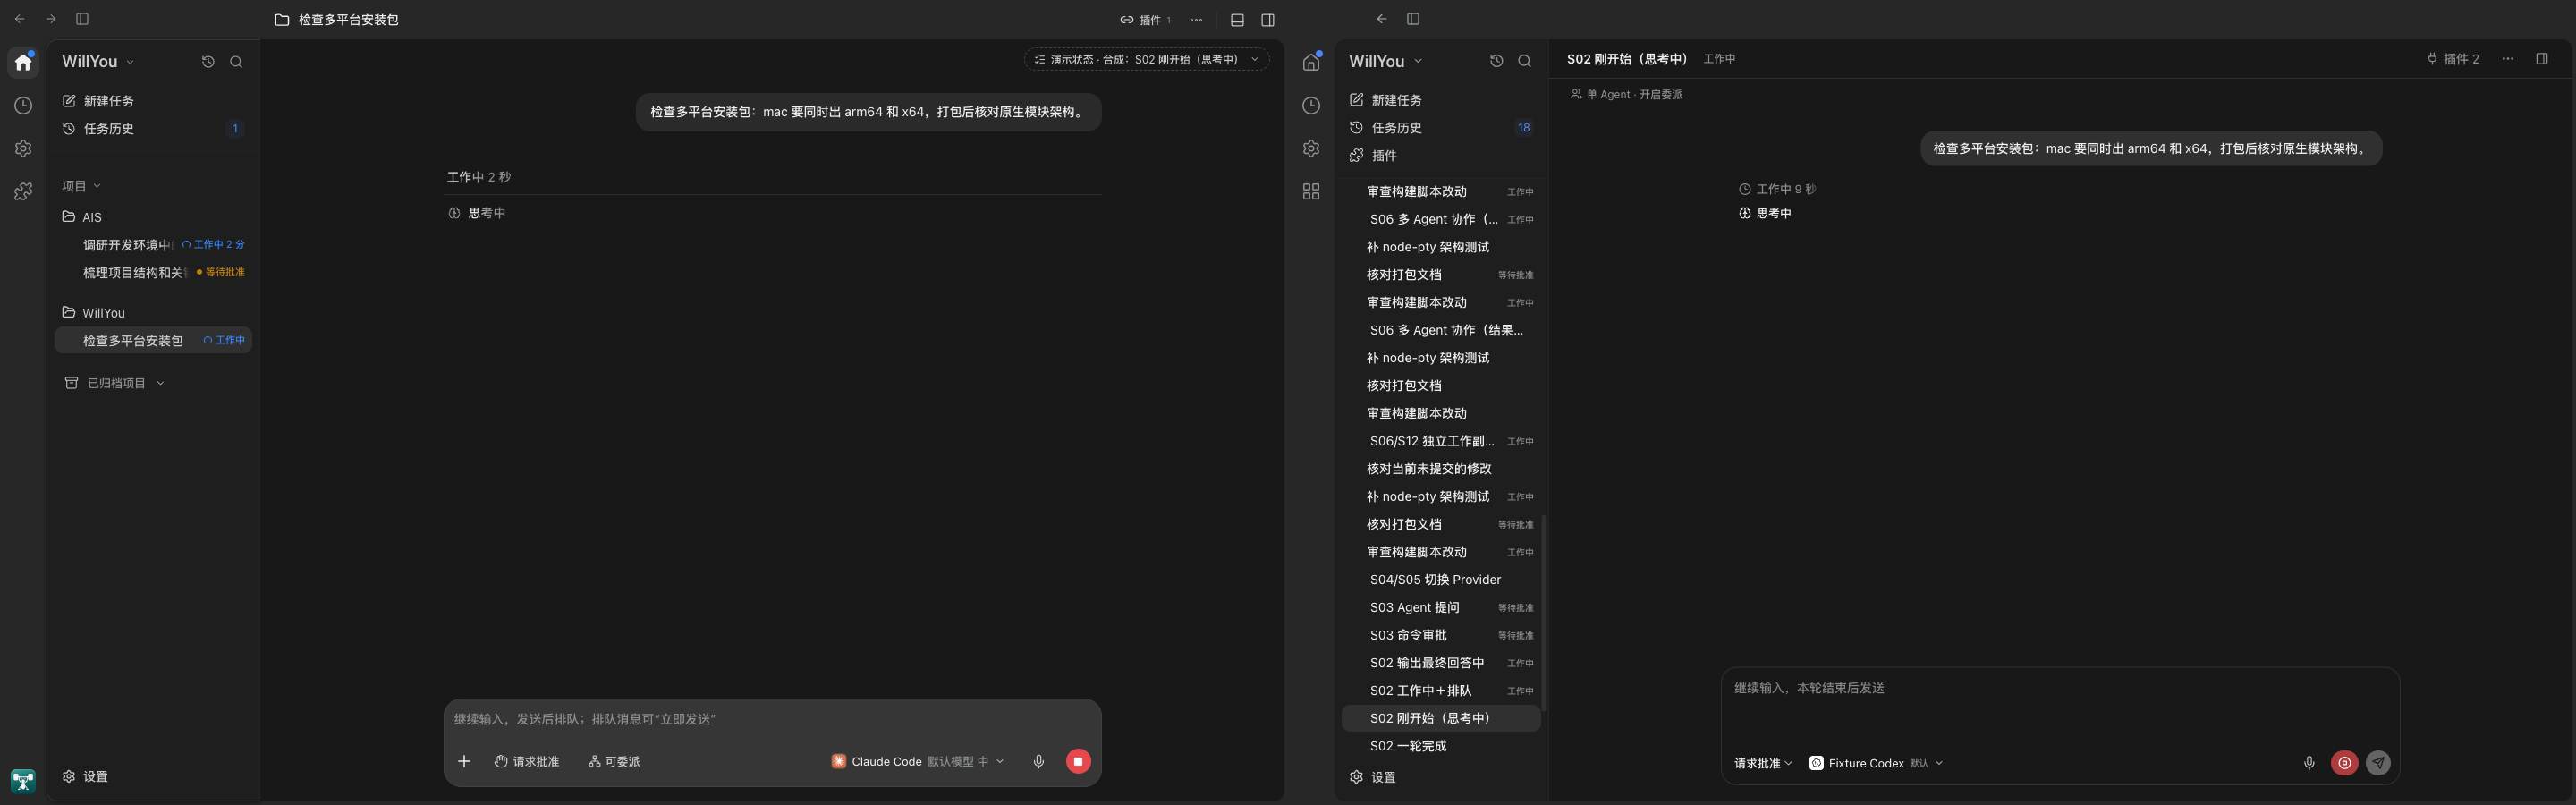 检查多平台安装包
插件 1
WillYou
新建任务
任务历史 1
项目
AIS
调研开发环境中 工作中 2 分
梳理项目结构和关 等待批准
WillYou
检查多平台安装包 工作中
已归档项目
设置
演示状态 · 合成：S02 刚开始（思考中）
检查多平台安装包：mac 要同时出 arm64 和 x64，打包后核对原生模块架构。
工作中 2 秒
思考中
继续输入，发送后排队；排队消息可“立即发送”
请求批准
可委派
Claude Code 默认模型 中
WillYou
新建任务
任务历史 18
插件
审查构建脚本改动 工作中
S06 多 Agent 协作（... 工作中
补 node-pty 架构测试
核对打包文档 等待批准
审查构建脚本改动 工作中
S06 多 Agent 协作（结果...
补 node-pty 架构测试
核对打包文档
审查构建脚本改动
S06/S12 独立工作副... 工作中
核对当前未提交的修改
补 node-pty 架构测试 工作中
核对打包文档 等待批准
审查构建脚本改动 工作中
S04/S05 切换 Provider
S03 Agent 提问 等待批准
S03 命令审批 等待批准
S02 输出最终回答中 工作中
S02 工作中＋排队 工作中
S02 刚开始（思考中）
S02 一轮完成
设置
S02 刚开始（思考中） 工作中
插件 2
单 Agent · 开启委派
检查多平台安装包：mac 要同时出 arm64 和 x64，打包后核对原生模块架构。
工作中 9 秒
思考中
继续输入，本轮结束后发送
请求批准
Fixture Codex 默认